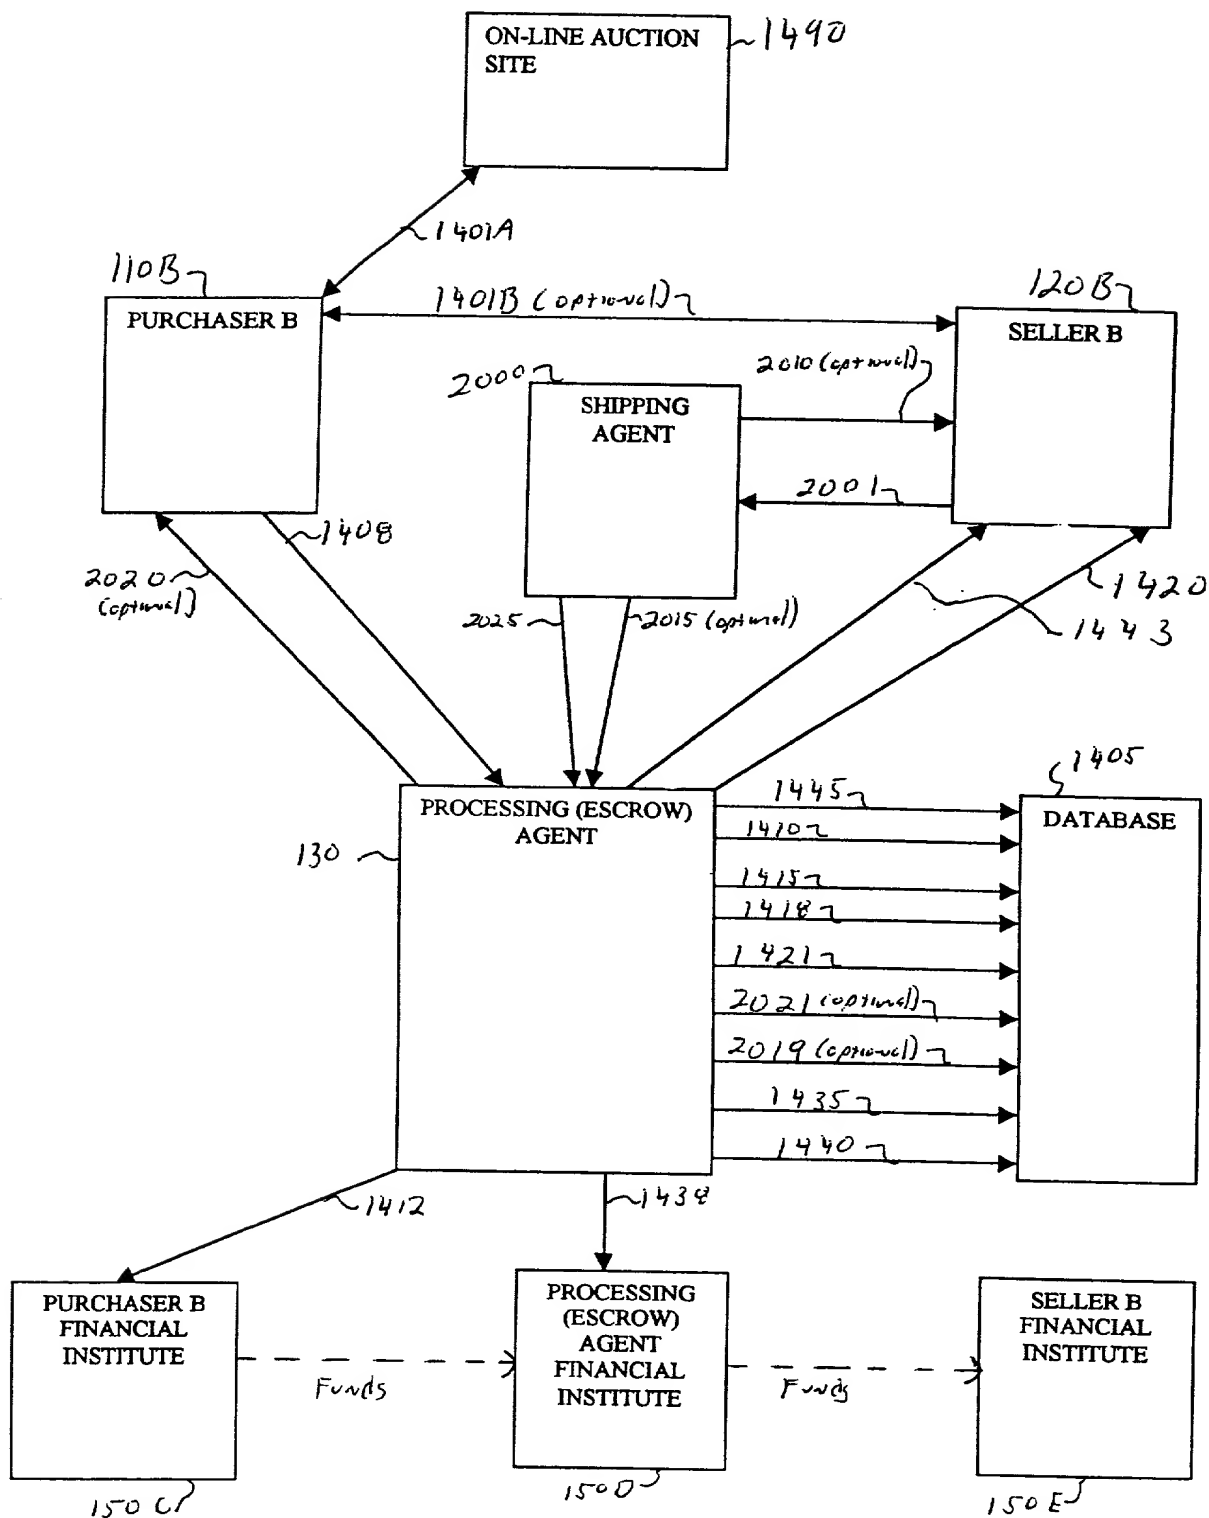 ON-LINE AUCTION
SITE
1490
1401A
110B
PURCHASER B
1401B (optional)
120B
SELLER B
2000
SHIPPING
AGENT
2010 (optional)
2001
1408
2020
(optional)
2025
2015 (optional)
1420
1443
130
PROCESSING (ESCROW)
AGENT
1405
DATABASE
1445
1410
1415
1418
1421
2021 (optional)
2019 (optional)
1435
1440
1412
1438
PURCHASER B
FINANCIAL
INSTITUTE
Funds
PROCESSING
(ESCROW)
AGENT
FINANCIAL
INSTITUTE
Funds
SELLER B
FINANCIAL
INSTITUTE
150C
150D
150E